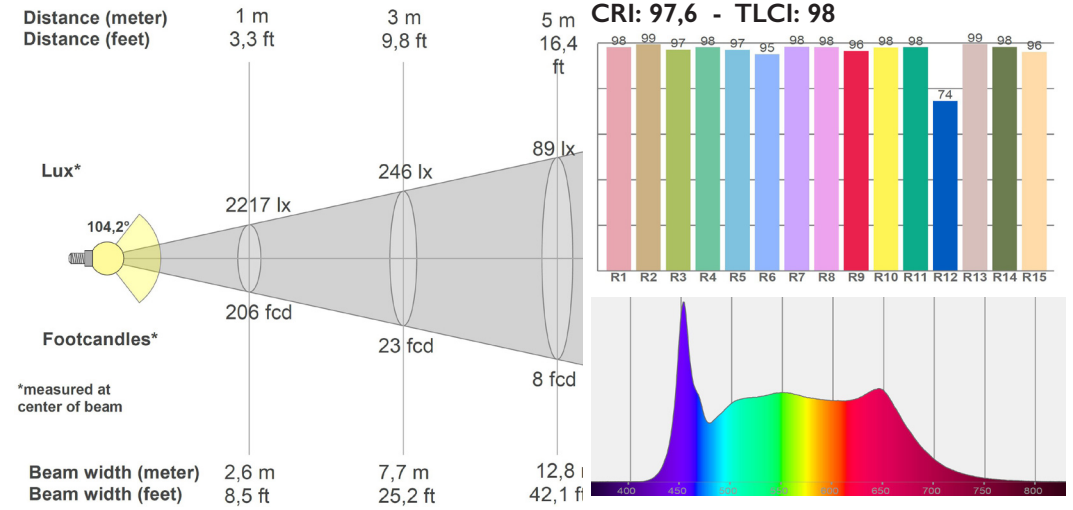 Distance (meter) 1 m 3 m 5 m
Distance (feet) 3,3 ft 9,8 ft 16,4 ft
Lux*
2217 lx 246 lx 89 lx
104,2°
206 fcd 23 fcd 8 fcd
Footcandles*
*measured at
center of beam
Beam width (meter) 2,6 m 7,7 m 12,8
Beam width (feet) 8,5 ft 25,2 ft 42,1 ft
CRI: 97,6 - TLCI: 98
98 99 97 98 97 95 98 98 96 98 98 74 99 98 96
R1 R2 R3 R4 R5 R6 R7 R8 R9 R10 R11 R12 R13 R14 R15
400 450 500 550 600 650 700 750 800